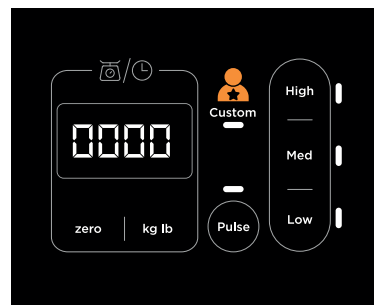 0000
zero
kg lb
Custom
Pulse
High
Med
Low